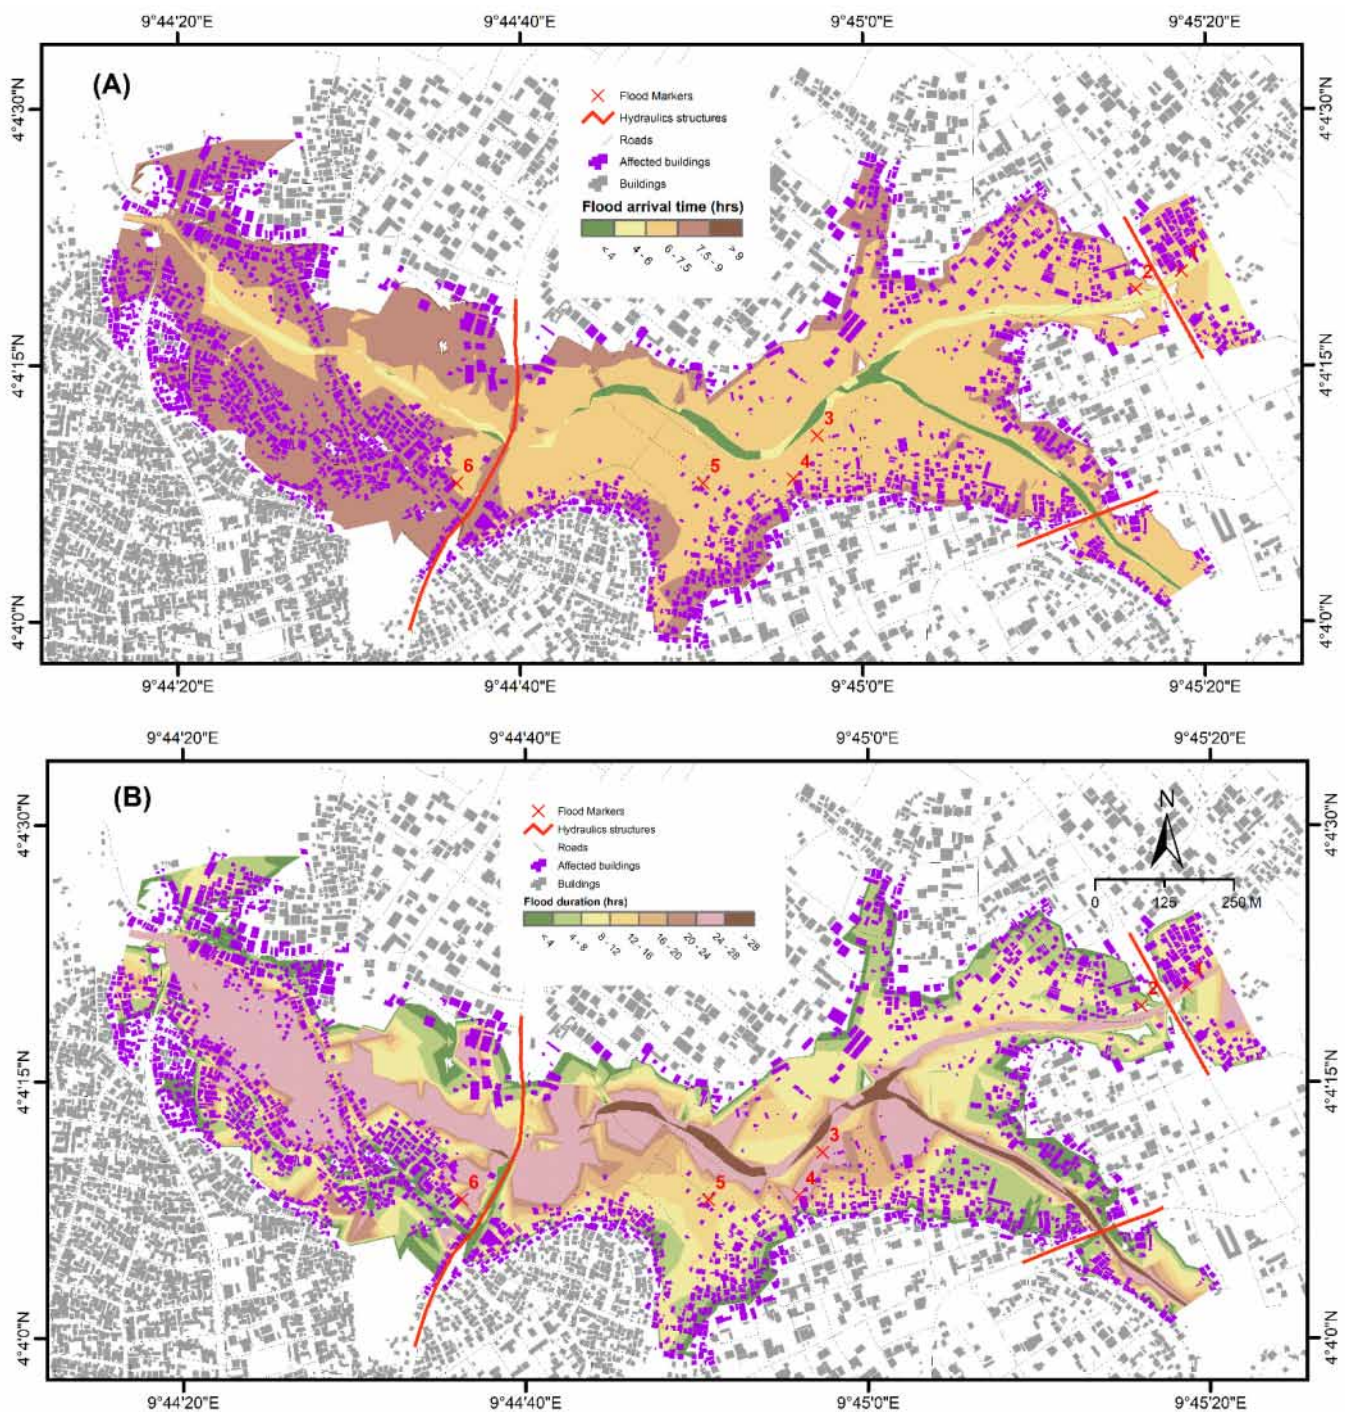 9°44'20"E 9°44'40"E 9°45'0"E 9°45'20"E
(A)
4°4'30"N
4°4'15"N
4°4'0"N
4°4'30"N
4°4'15"N
4°4'0"N
Flood Markers
Hydraulics structures
Roads
Affected buildings
Buildings
Flood arrival time (hrs)
< 4
4 - 6
6 - 7.5
7.5 - 9
> 9
1
2
3
4
5
6
9°44'20"E 9°44'40"E 9°45'0"E 9°45'20"E
9°44'20"E 9°44'40"E 9°45'0"E 9°45'20"E
(B)
4°4'30"N
4°4'15"N
4°4'0"N
4°4'30"N
4°4'15"N
4°4'0"N
Flood Markers
Hydraulics structures
Roads
Affected buildings
Buildings
Flood duration (hrs)
< 4
4 - 8
8 - 12
12 - 16
16 - 20
20 - 24
24 - 28
> 28
N
0 125 250 M
1
2
3
4
5
6
9°44'20"E 9°44'40"E 9°45'0"E 9°45'20"E